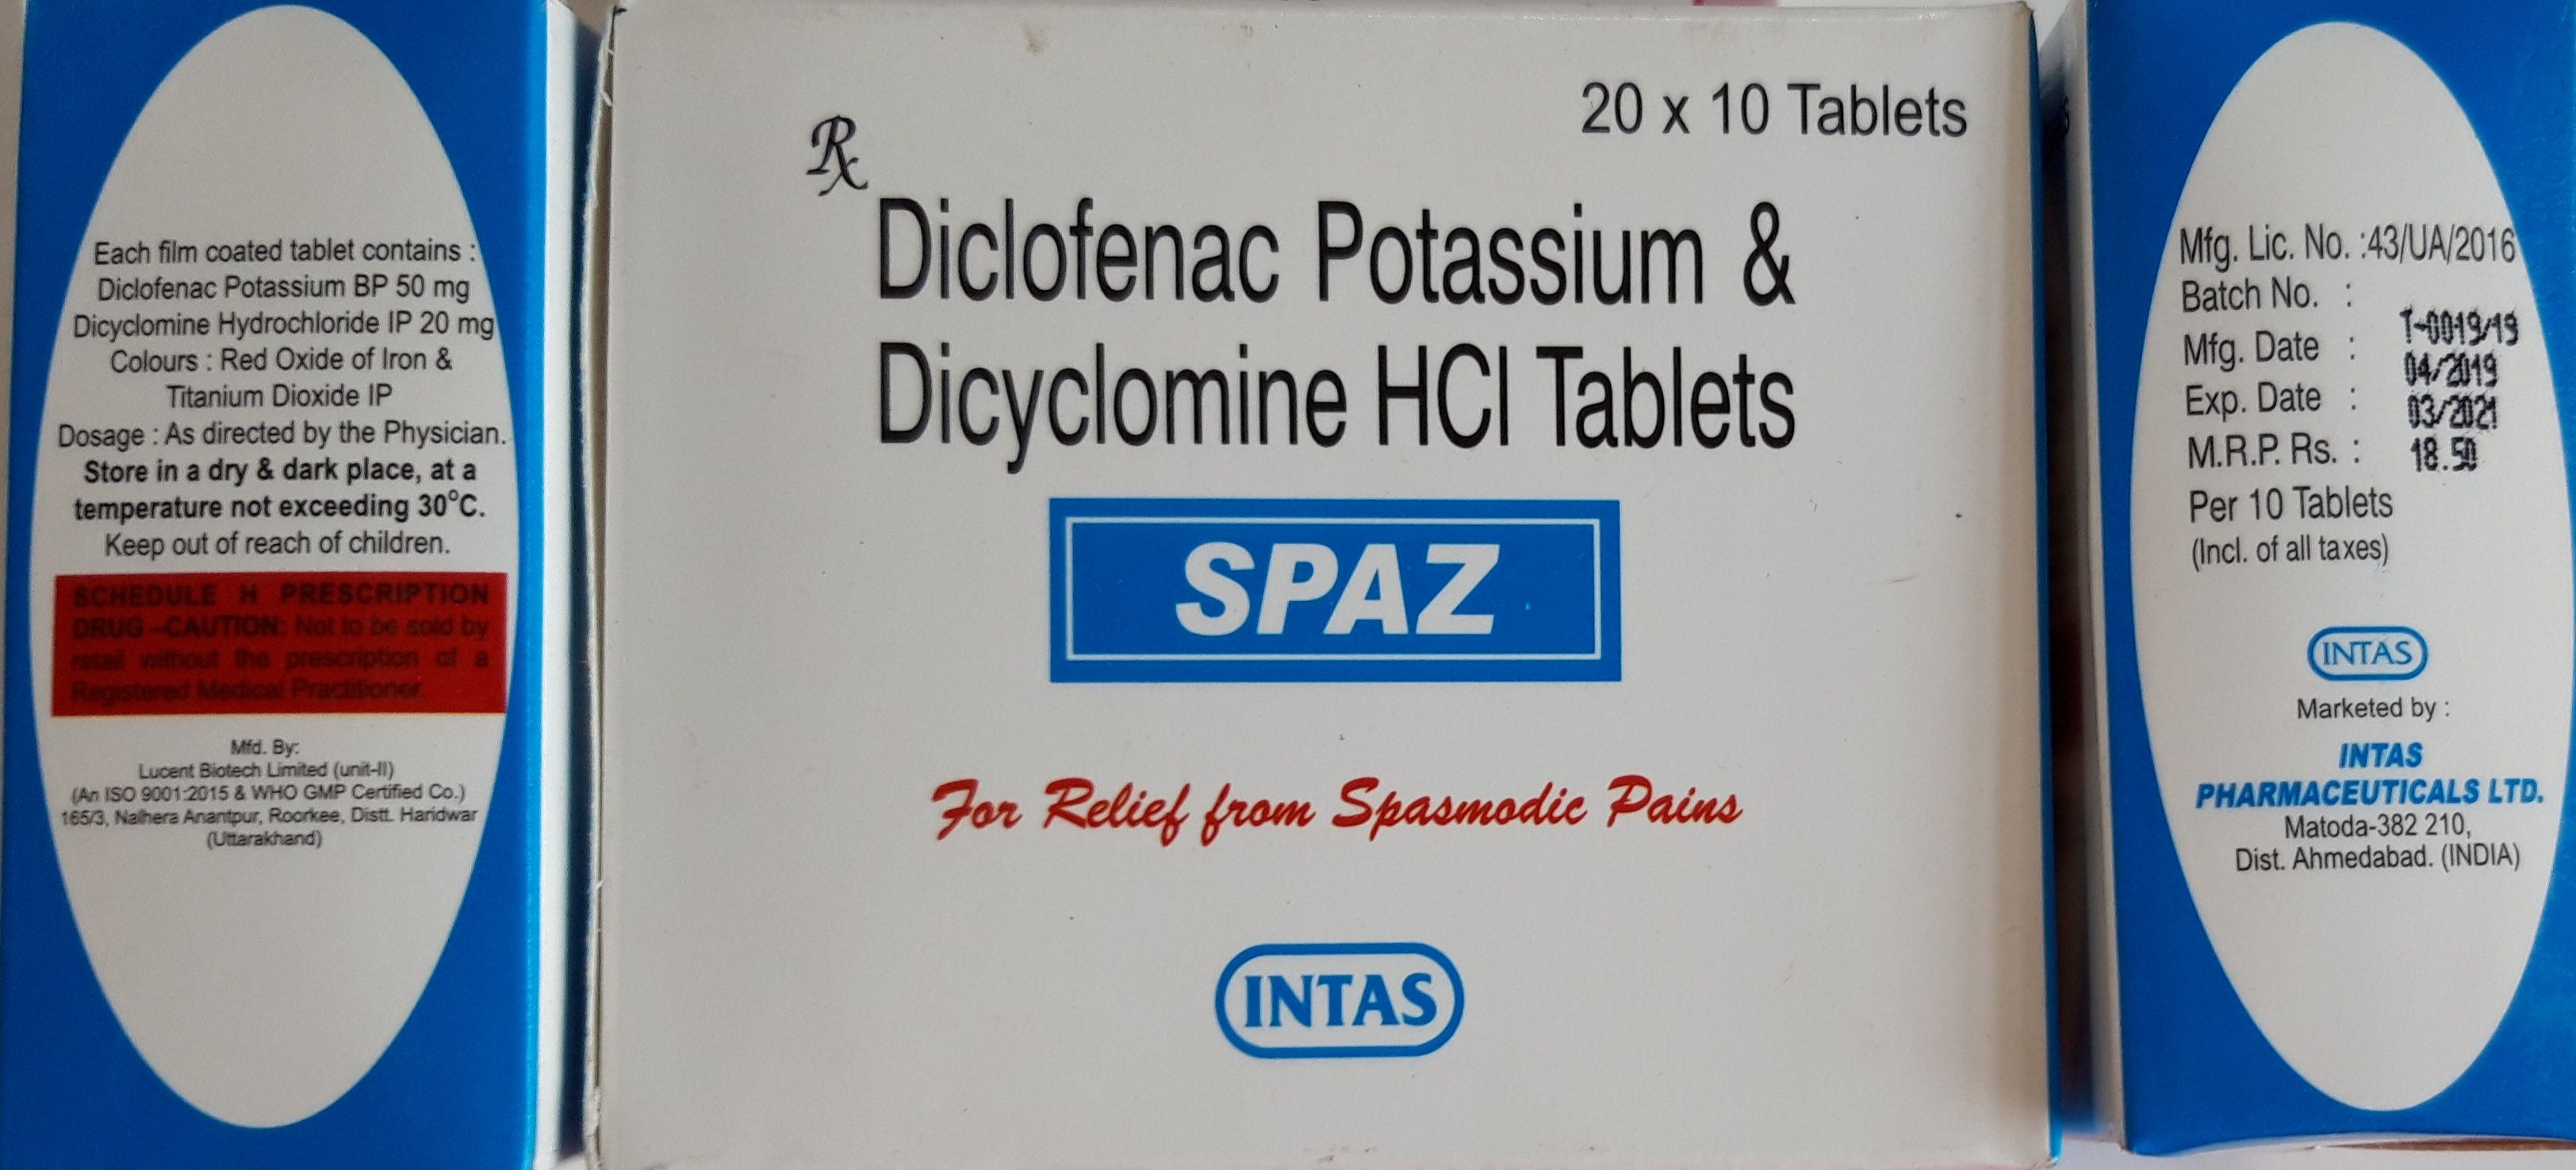 Each film coated tablet contains :
Diclofenac Potassium BP 50 mg
Dicyclomine Hydrochloride IP 20 mg
Colours : Red Oxide of Iron &
Titanium Dioxide IP
Dosage : As directed by the Physician.
Store in a dry & dark place, at a
temperature not exceeding 30°C.
Keep out of reach of children.
SCHEDULE H PRESCRIPTION
DRUG -CAUTION: Not to be sold by
retail without the prescription of a
Registered Medical Practitioner.
Mfd. By:
Lucent Biotech Limited (unit-II)
(An ISO 9001:2015 & WHO GMP Certified Co.)
165/3, Nalhera Anantpur, Roorkee, Distt. Haridwar
(Uttarakhand)
20 x 10 Tablets
Rx
Diclofenac Potassium &
Dicyclomine HCl Tablets
SPAZ
For Relief from Spasmodic Pains
INTAS
Mfg. Lic. No. :43/UA/2016
Batch No. : T-0019/19
Mfg. Date : 04/2019
Exp. Date : 03/2021
M.R.P. Rs. : 18.50
Per 10 Tablets
(Incl. of all taxes)
INTAS
Marketed by :
INTAS
PHARMACEUTICALS LTD.
Matoda-382 210,
Dist. Ahmedabad. (INDIA)